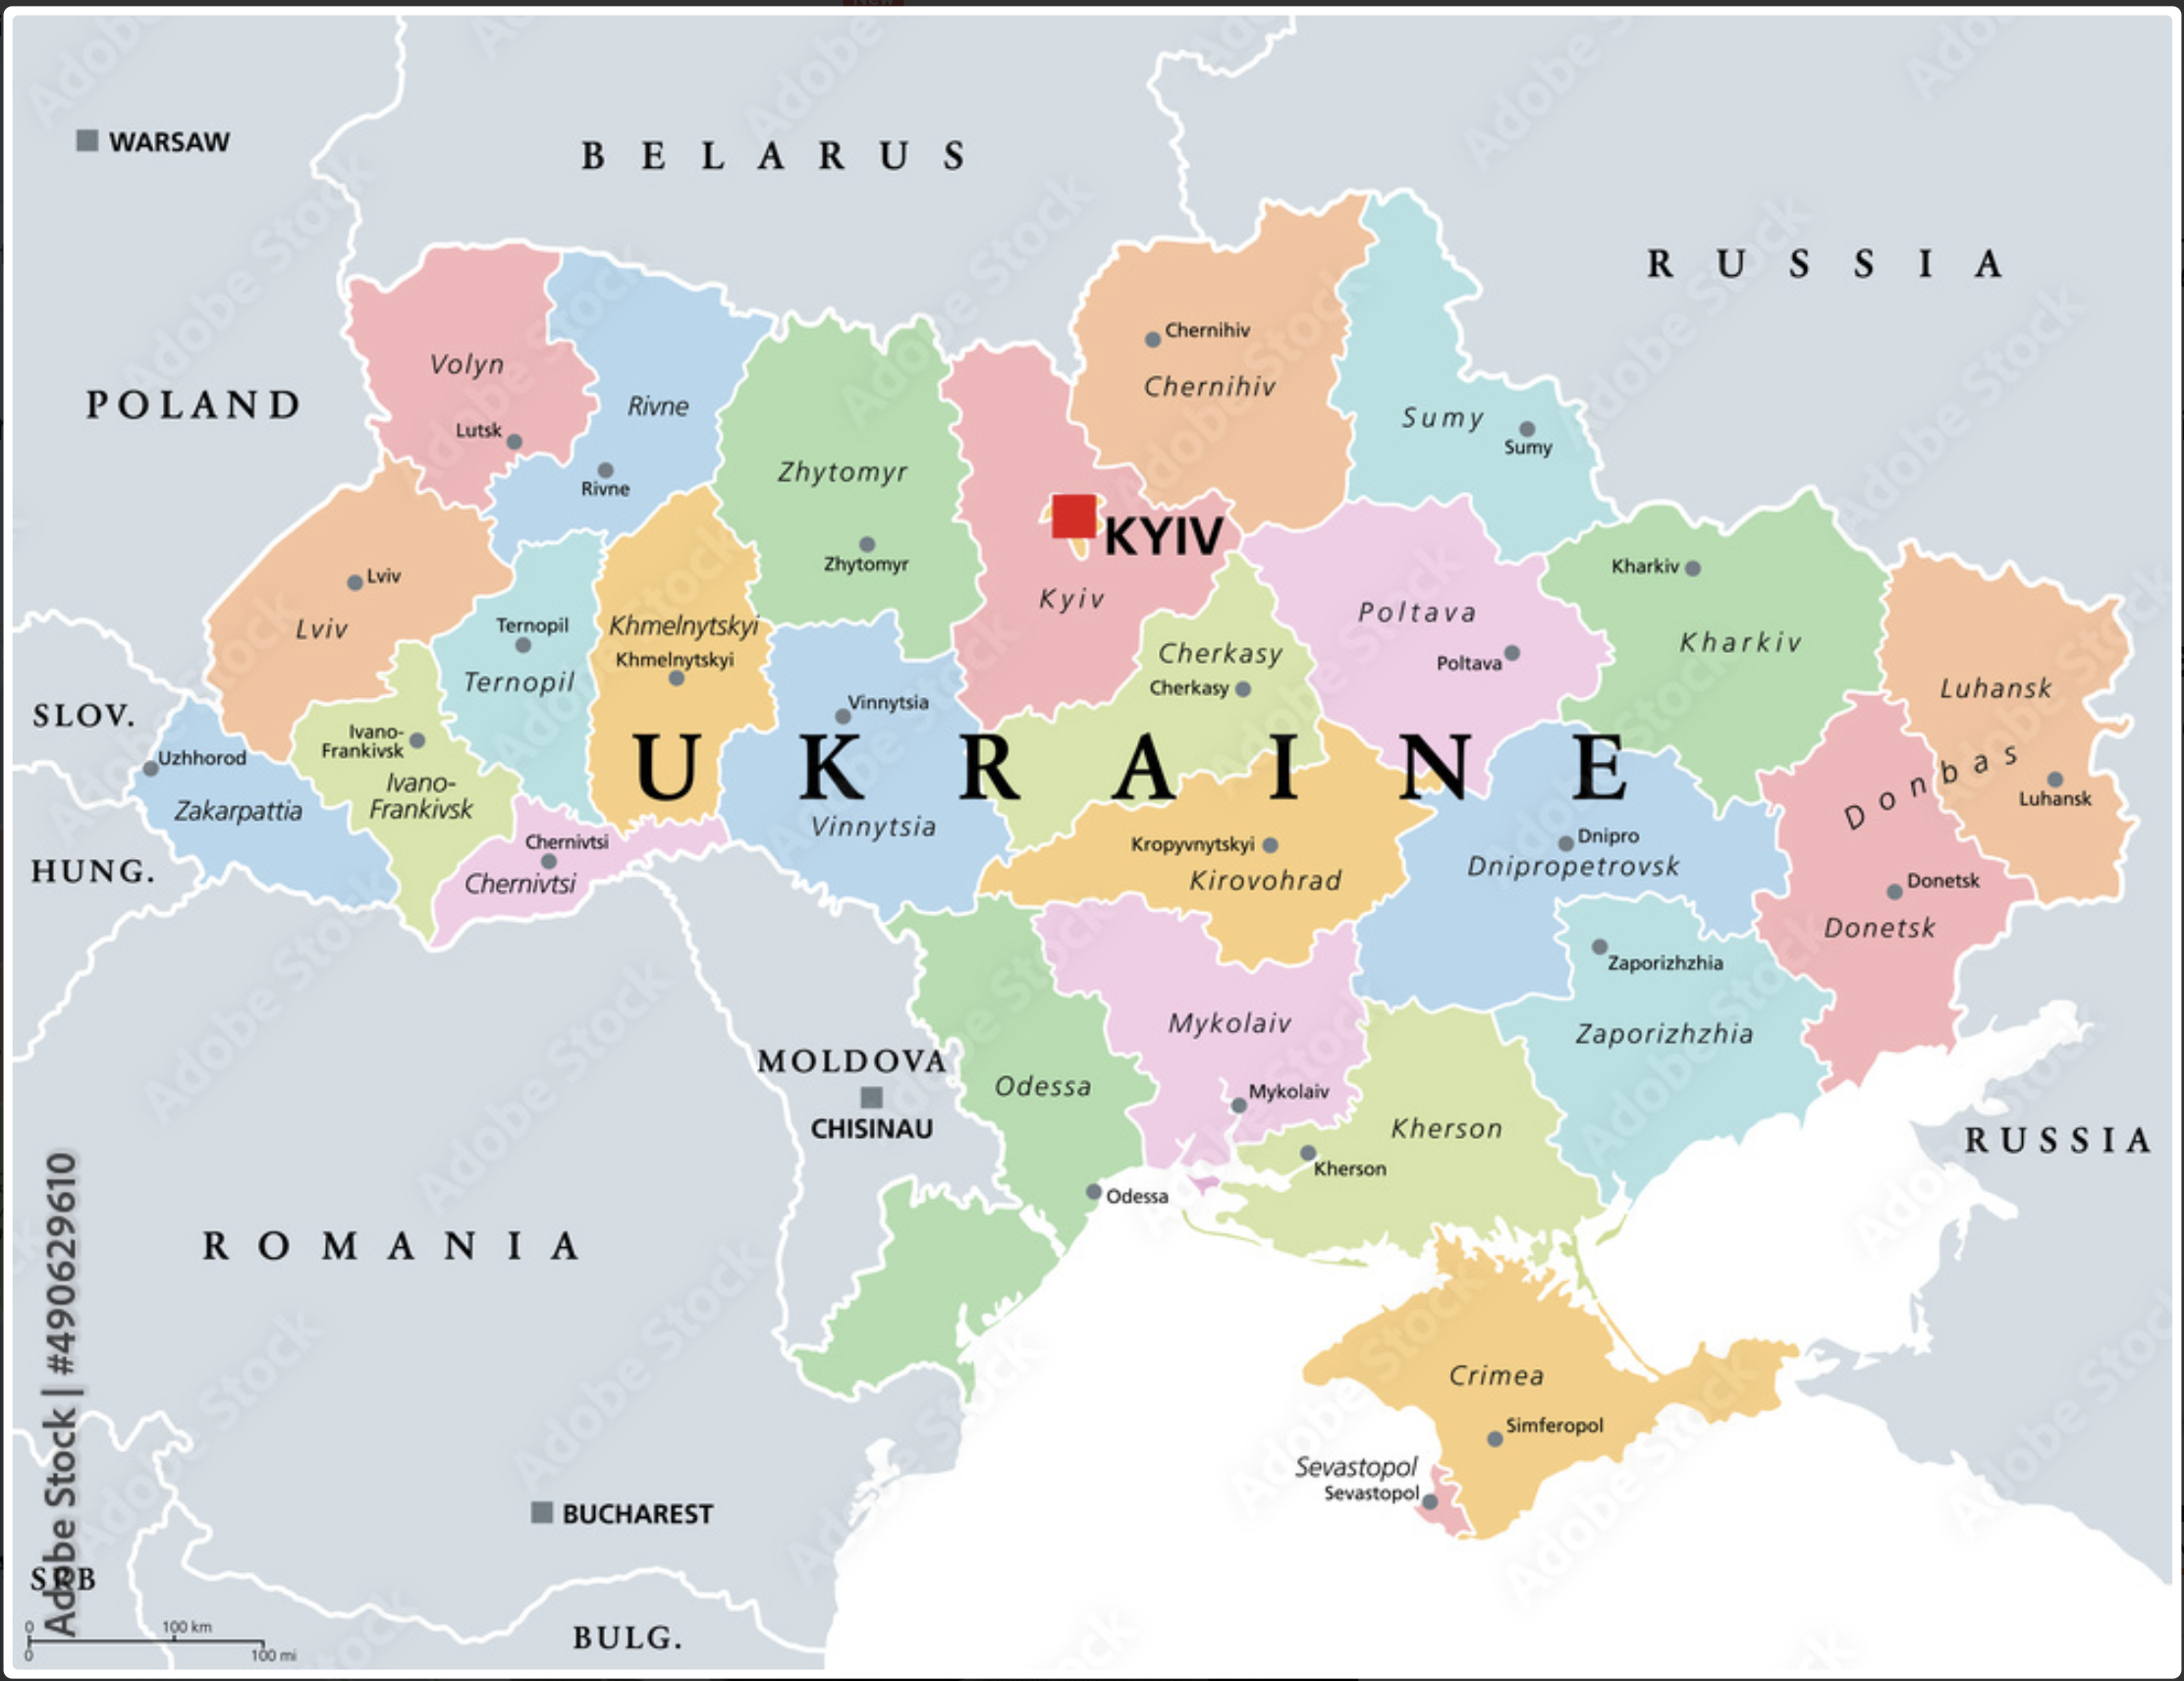 New
WARSAW
BELARUS
RUSSIA
POLAND
Volyn
Lutsk
Rivne
Rivne
Zhytomyr
Zhytomyr
Chernihiv
Chernihiv
Sumy
Sumy
KYIV
Kyiv
Lviv
Lviv
Ternopil
Ternopil
Khmelnytskyi
Khmelnytskyi
Vinnytsia
Cherkasy
Cherkasy
Poltava
Poltava
Kharkiv
Kharkiv
Luhansk
SLOV.
Uzhhorod
Zakarpattia
Ivano-
Frankivsk
Ivano-
Frankivsk
UKRAINE
Donbas
Luhansk
HUNG.
Chernivtsi
Chernivtsi
Vinnytsia
Kropyvnytskyi
Kirovohrad
Dnipro
Dnipropetrovsk
Donetsk
Donetsk
Zaporizhzhia
Zaporizhzhia
MOLDOVA
CHISINAU
Odessa
Odessa
Mykolaiv
Mykolaiv
Kherson
Kherson
RUSSIA
ROMANIA
Crimea
Simferopol
Sevastopol
Sevastopol
BUCHAREST
SRB
BULG.
0 100 km
0 100 mi
Adobe Stock | #490629610
Adobe Stock